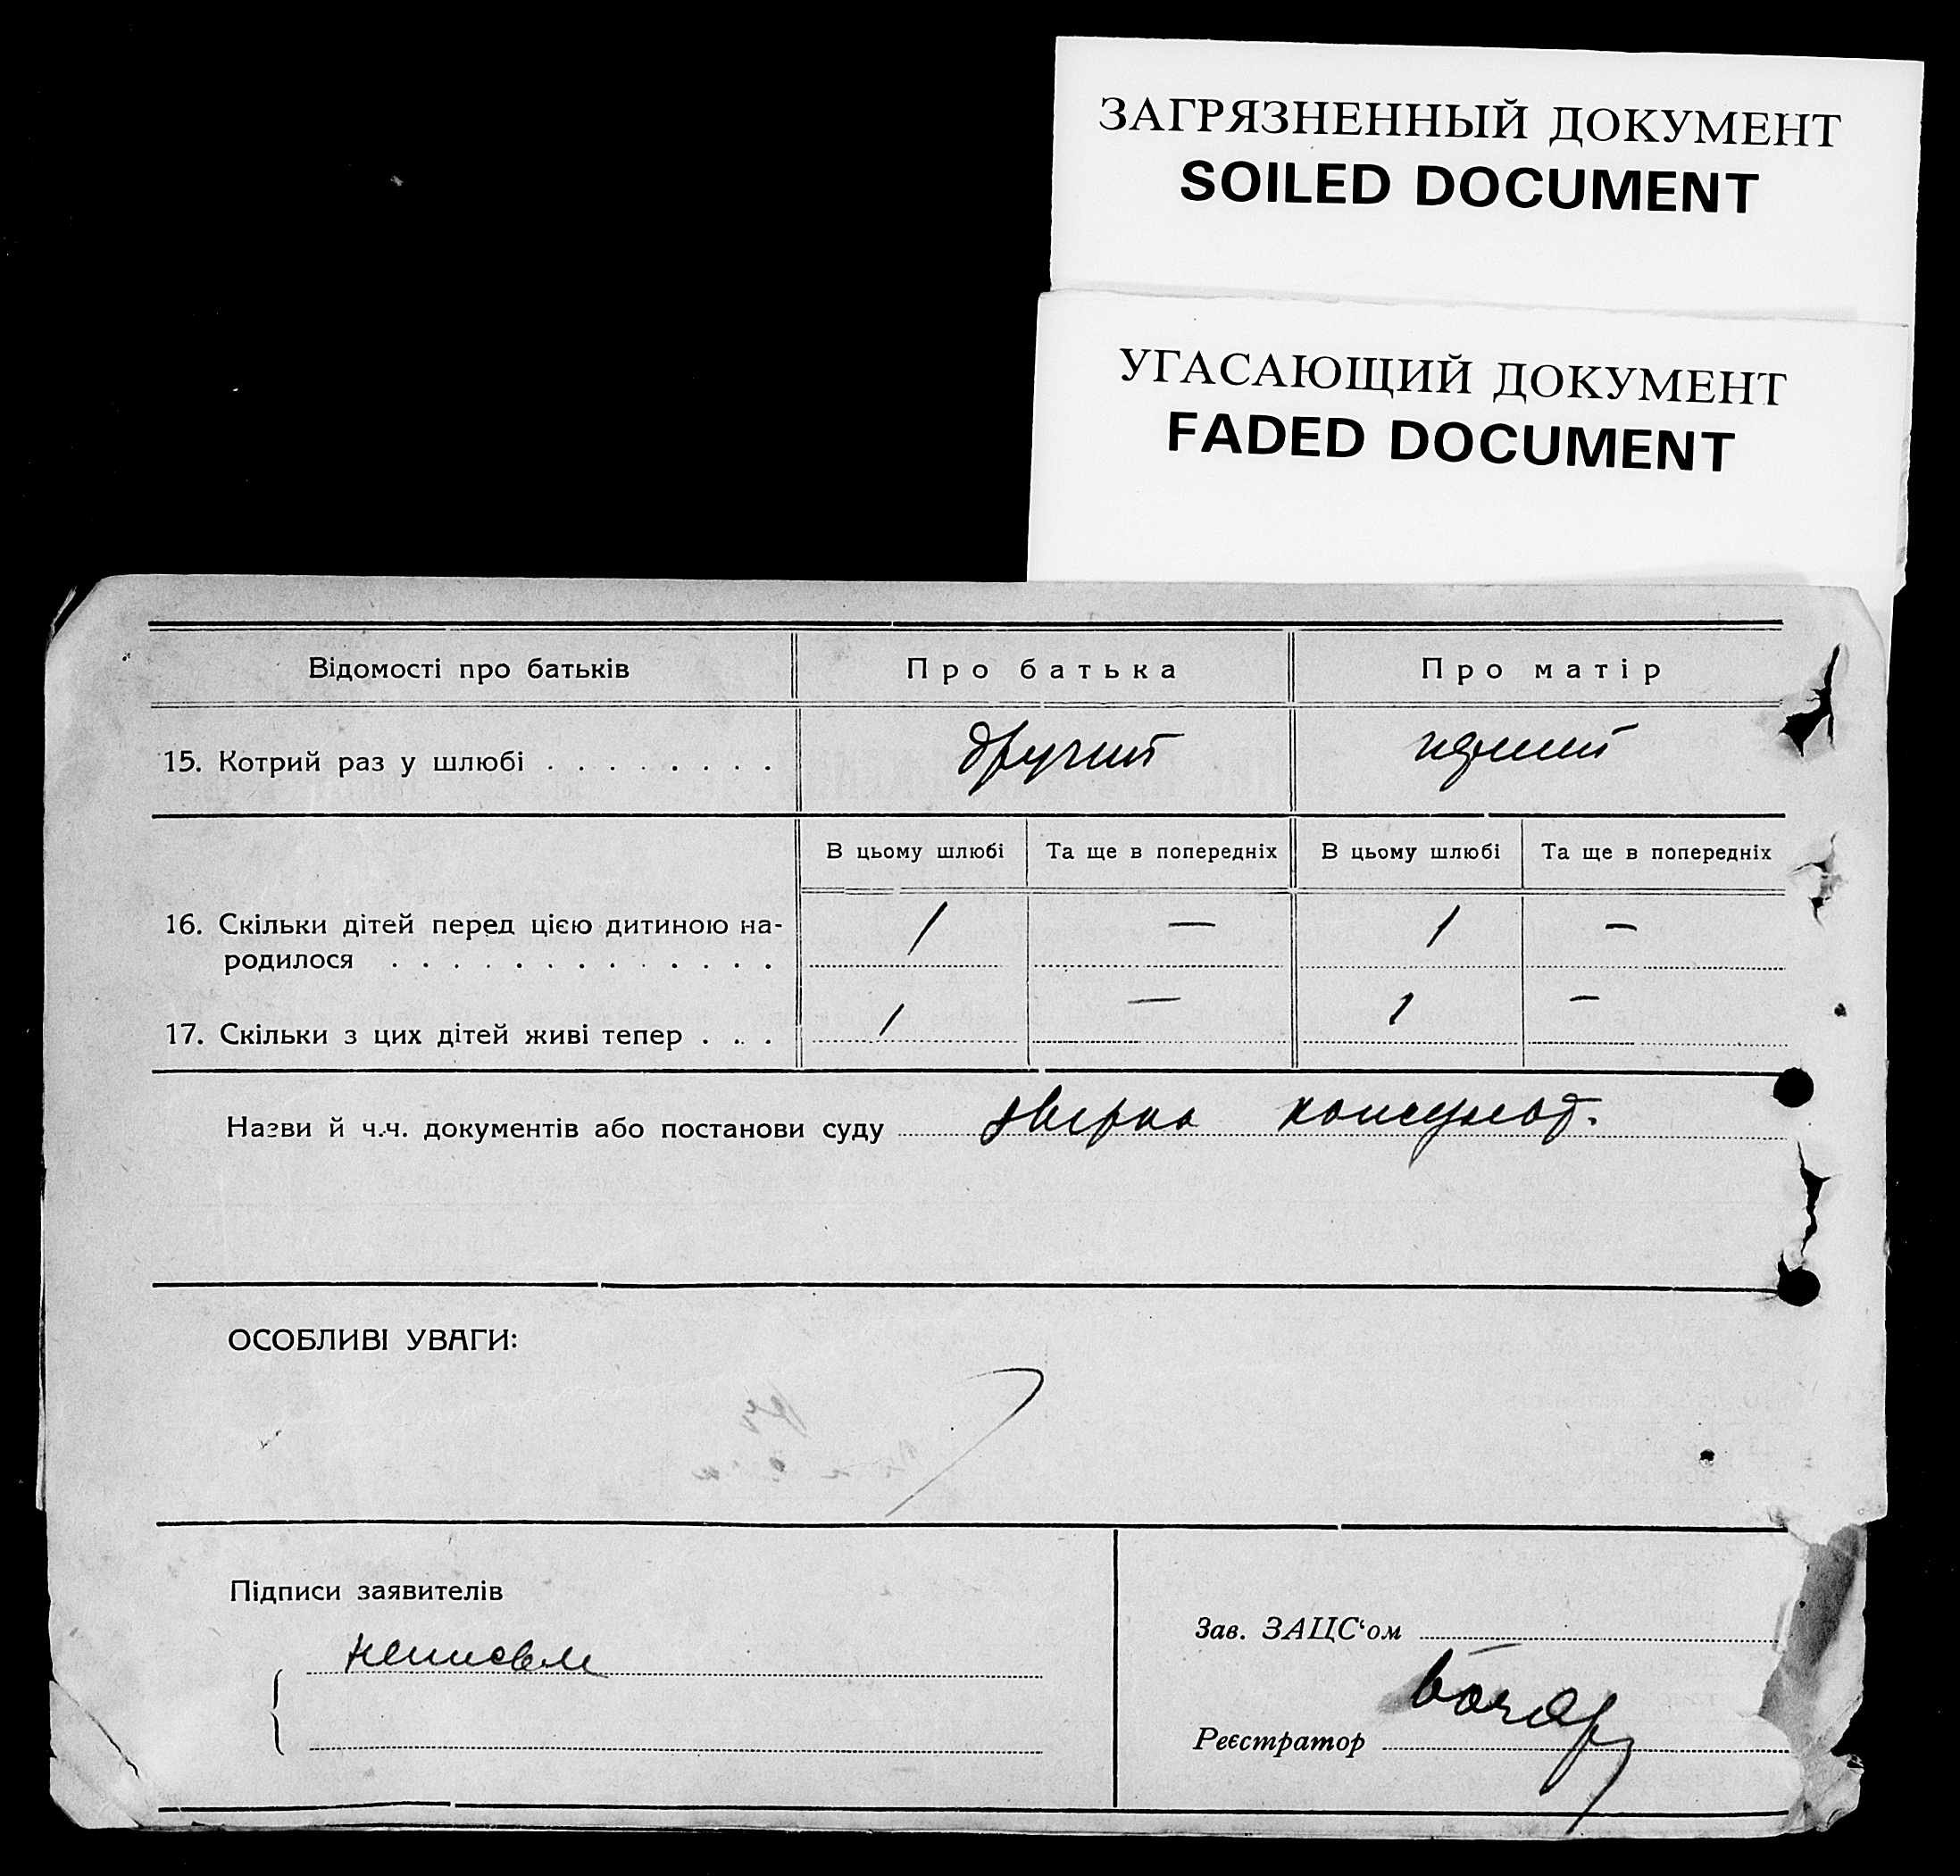 ЗАГРЯЗНЕННЫЙ ДОКУМЕНТ
SOILED DOCUMENT
УГАСАЮЩИЙ ДОКУМЕНТ
FADED DOCUMENT
Відомості про батьків Про батька Про матір
15. Котрий раз у шлюбі . . . . . . . . другий
В цьому шлюбі Та ще в попередніх В цьому шлюбі Та ще в попередніх
16. Скільки дітей перед цією дитиною на- 1 — 1 —
родилося . . . . . . . . . . . . .
17. Скільки з цих дітей живі тепер . . . 1 — 1 —
Назви й ч.ч. документів або постанови суду
ОСОБЛИВІ УВАГИ:
Підписи заявителів
Зав. ЗАЦС‘ом
Реєстратор